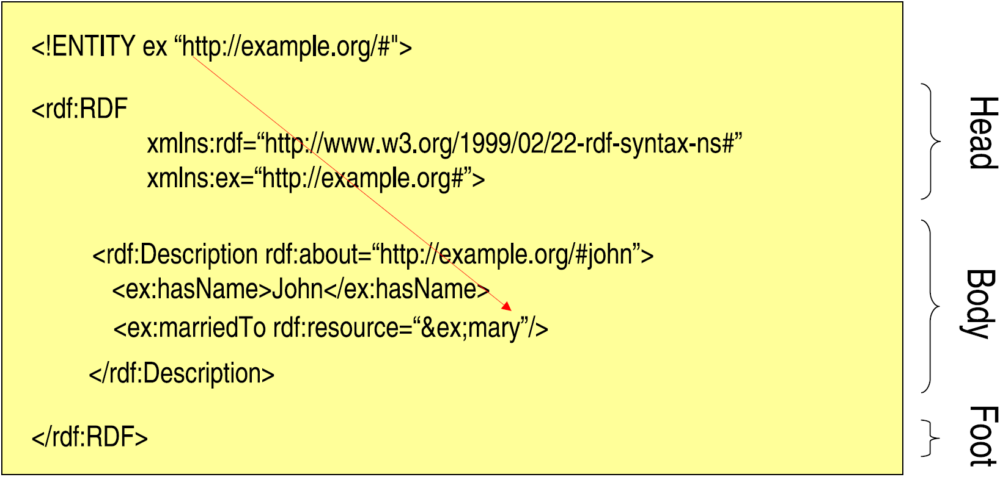 <!ENTITY ex “http://example.org/#">
<rdf:RDF
xmlns:rdf=“http://www.w3.org/1999/02/22-rdf-syntax-ns#”
xmlns:ex=“http://example.org#”>
<rdf:Description rdf:about=“http://example.org/#john”>
<ex:hasName>John</ex:hasName>
<ex:marriedTo rdf:resource=“&ex;mary”/>
</rdf:Description>
</rdf:RDF>
Head
Body
Foot